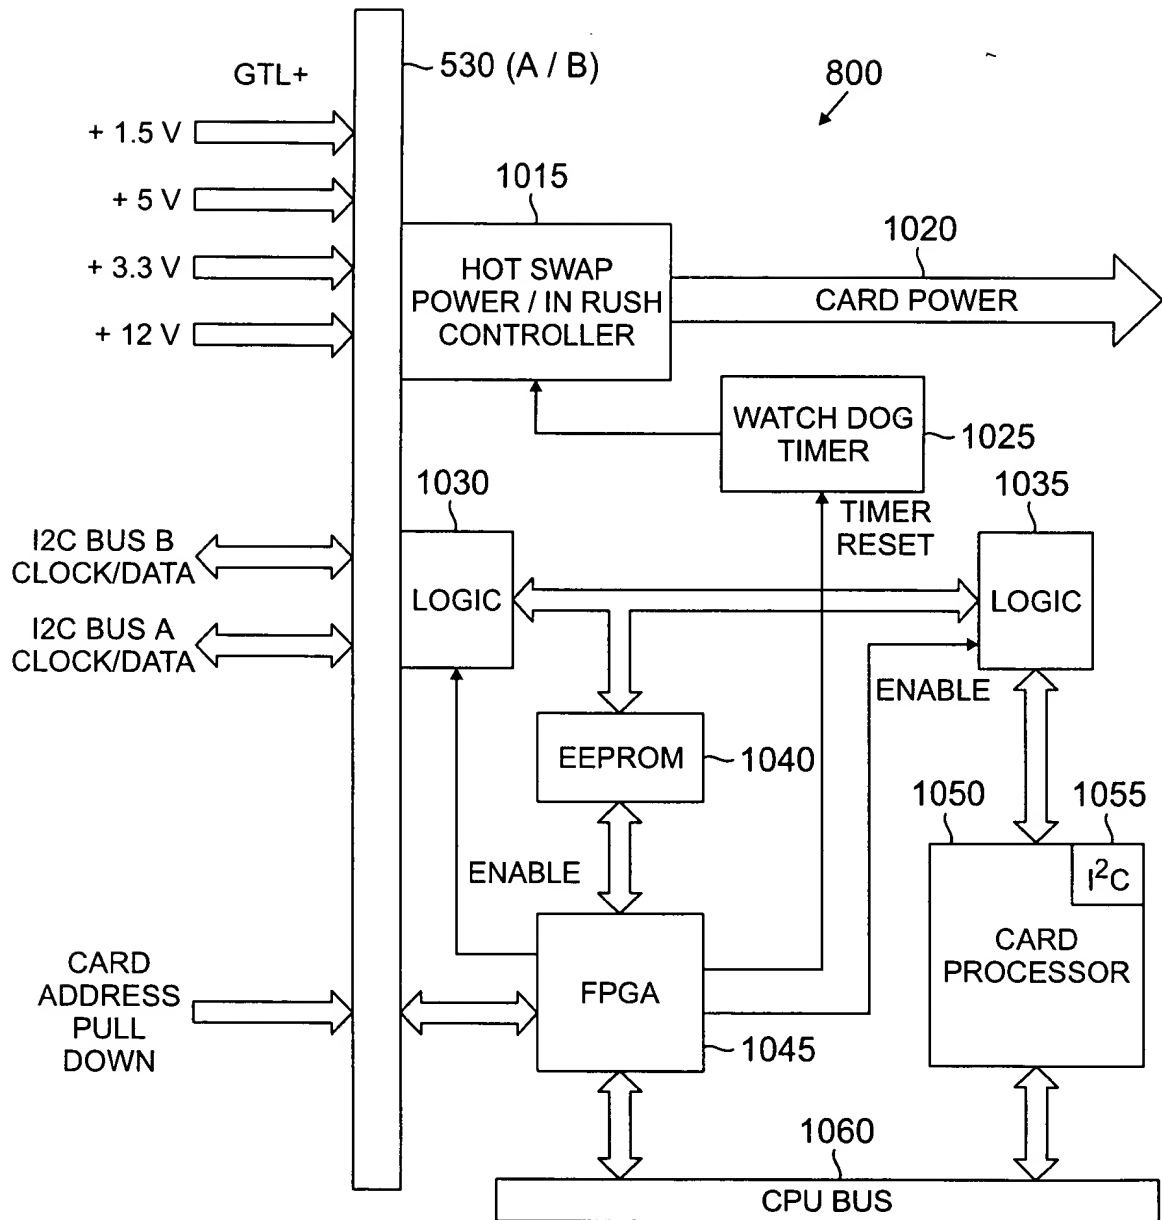 GTL+
530 (A / B)
800
+ 1.5 V
+ 5 V
+ 3.3 V
+ 12 V
1015
HOT SWAP
POWER / IN RUSH
CONTROLLER
1020
CARD POWER
WATCH DOG
TIMER
1025
TIMER
RESET
1030
LOGIC
1035
LOGIC
I2C BUS B
CLOCK/DATA
I2C BUS A
CLOCK/DATA
ENABLE
EEPROM
1040
1050
1055
I²C
CARD
PROCESSOR
ENABLE
FPGA
1045
CARD
ADDRESS
PULL
DOWN
1060
CPU BUS